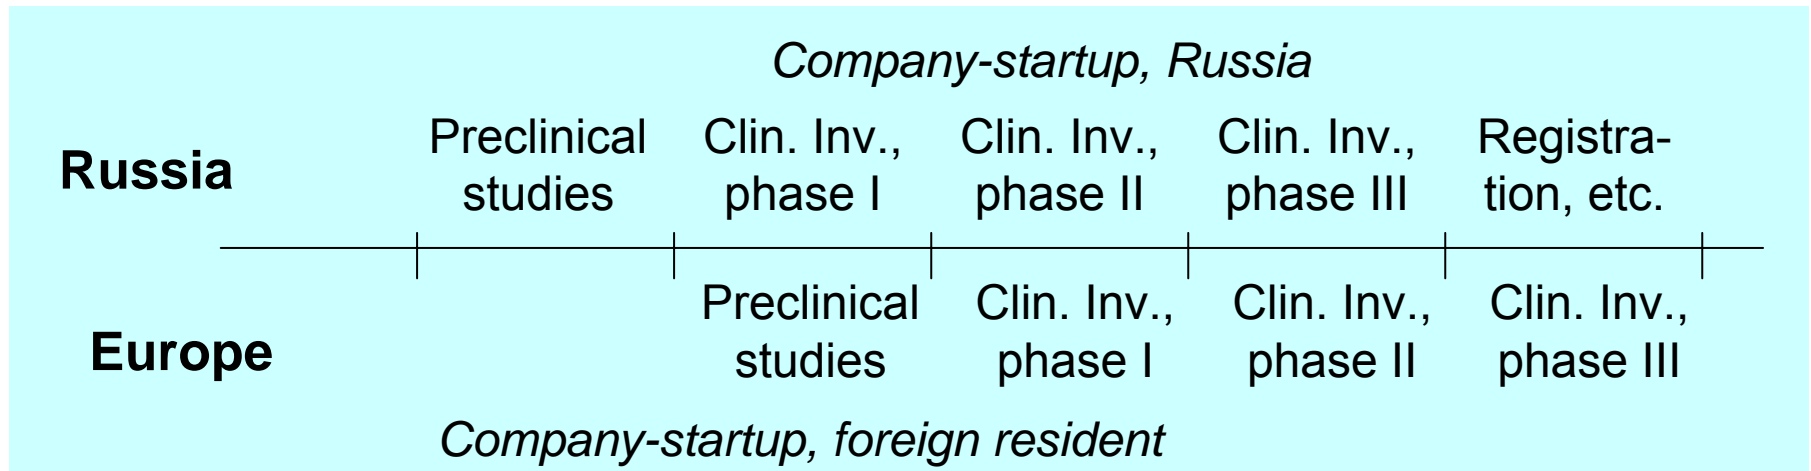 Company-startup, Russia
Russia
Preclinical studies
Clin. Inv., phase I
Clin. Inv., phase II
Clin. Inv., phase III
Registra-
tion, etc.
Europe
Preclinical studies
Clin. Inv., phase I
Clin. Inv., phase II
Clin. Inv., phase III
Company-startup, foreign resident